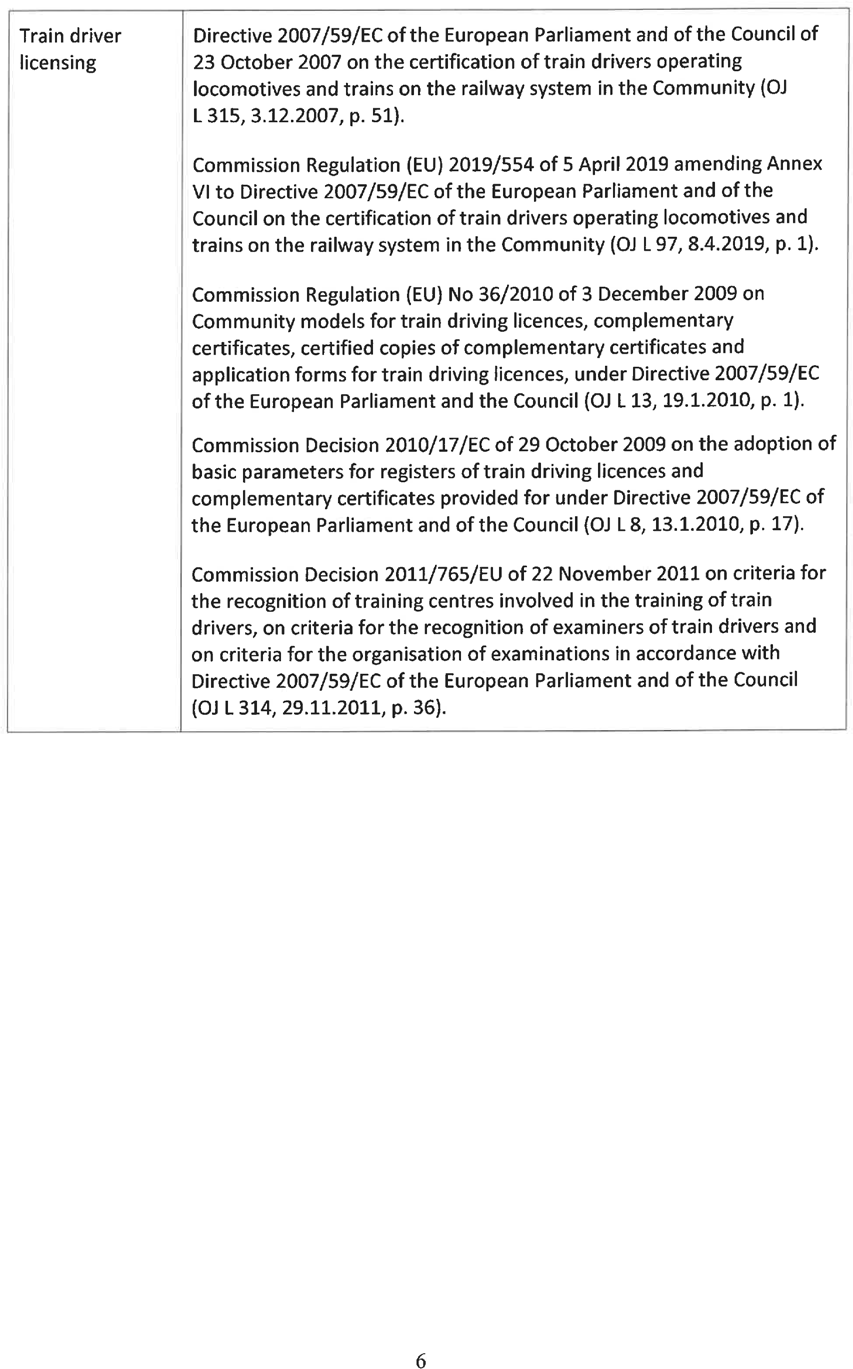 Train driver
licensing
Directive 2007/59/EC of the European Parliament and of the Council of
23 October 2007 on the certification of train drivers operating
locomotives and trains on the railway system in the Community (OJ
L 315, 3.12.2007, p. 51).
Commission Regulation (EU) 2019/554 of 5 April 2019 amending Annex
VI to Directive 2007/59/EC of the European Parliament and of the
Council on the certification of train drivers operating locomotives and
trains on the railway system in the Community (OJ L 97, 8.4.2019, p. 1).
Commission Regulation (EU) No 36/2010 of 3 December 2009 on
Community models for train driving licences, complementary
certificates, certified copies of complementary certificates and
application forms for train driving licences, under Directive 2007/59/EC
of the European Parliament and the Council (OJ L 13, 19.1.2010, p. 1).
Commission Decision 2010/17/EC of 29 October 2009 on the adoption of
basic parameters for registers of train driving licences and
complementary certificates provided for under Directive 2007/59/EC of
the European Parliament and of the Council (OJ L 8, 13.1.2010, p. 17).
Commission Decision 2011/765/EU of 22 November 2011 on criteria for
the recognition of training centres involved in the training of train
drivers, on criteria for the recognition of examiners of train drivers and
on criteria for the organisation of examinations in accordance with
Directive 2007/59/EC of the European Parliament and of the Council
(OJ L 314, 29.11.2011, p. 36).
6